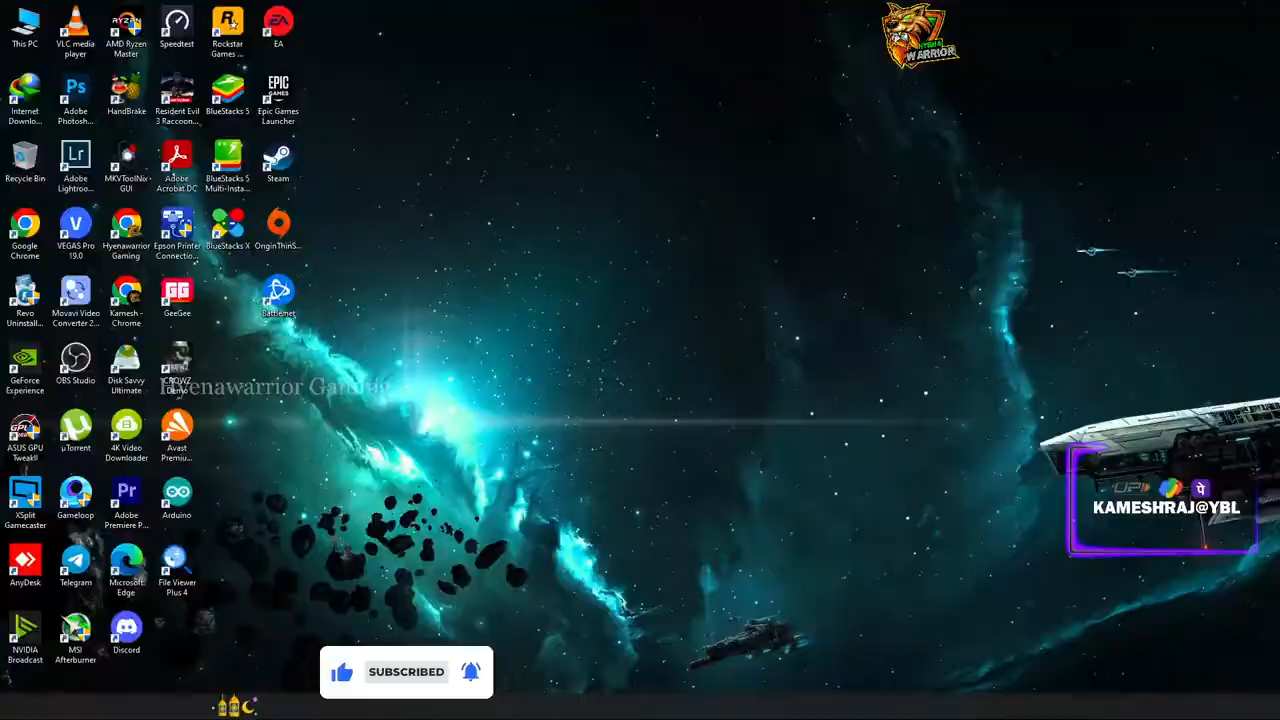 This PC
VLC media
player
AMD Ryzen
Master
Speedtest
Rockstar
Games ...
EA
Internet
Downlo...
Adobe
Photosh...
HandBrake
Resident Evil
3 Raccoon...
BlueStacks 5
Epic Games
Launcher
Recycle Bin
Adobe
Lightroo...
MKVToolNix
GUI
Adobe
Acrobat DC
BlueStacks 5
Multi-Insta...
Steam
Google
Chrome
VEGAS Pro
19.0
Hyenawarrior
Gaming
Epson Printer
Connectio...
BlueStacks X
OriginThinS...
Revo
Uninstall...
Movavi Video
Converter 2...
Kamesh -
Chrome
GeeGee
Battle.net
GeForce
Experience
OBS Studio
Disk Savvy
Ultimate
Hyenawarrior Gaming
ASUS GPU
TweakII
µTorrent
4K Video
Downloader
Avast
Premiu...
XSplit
Gamecaster
Gameloop
Adobe
Premiere P...
Arduino
AnyDesk
Telegram
Microsoft
Edge
File Viewer
Plus 4
NVIDIA
Broadcast
MSI
Afterburner
Discord
WARRIOR
UPI
KAMESHRAJ@YBL
SUBSCRIBED